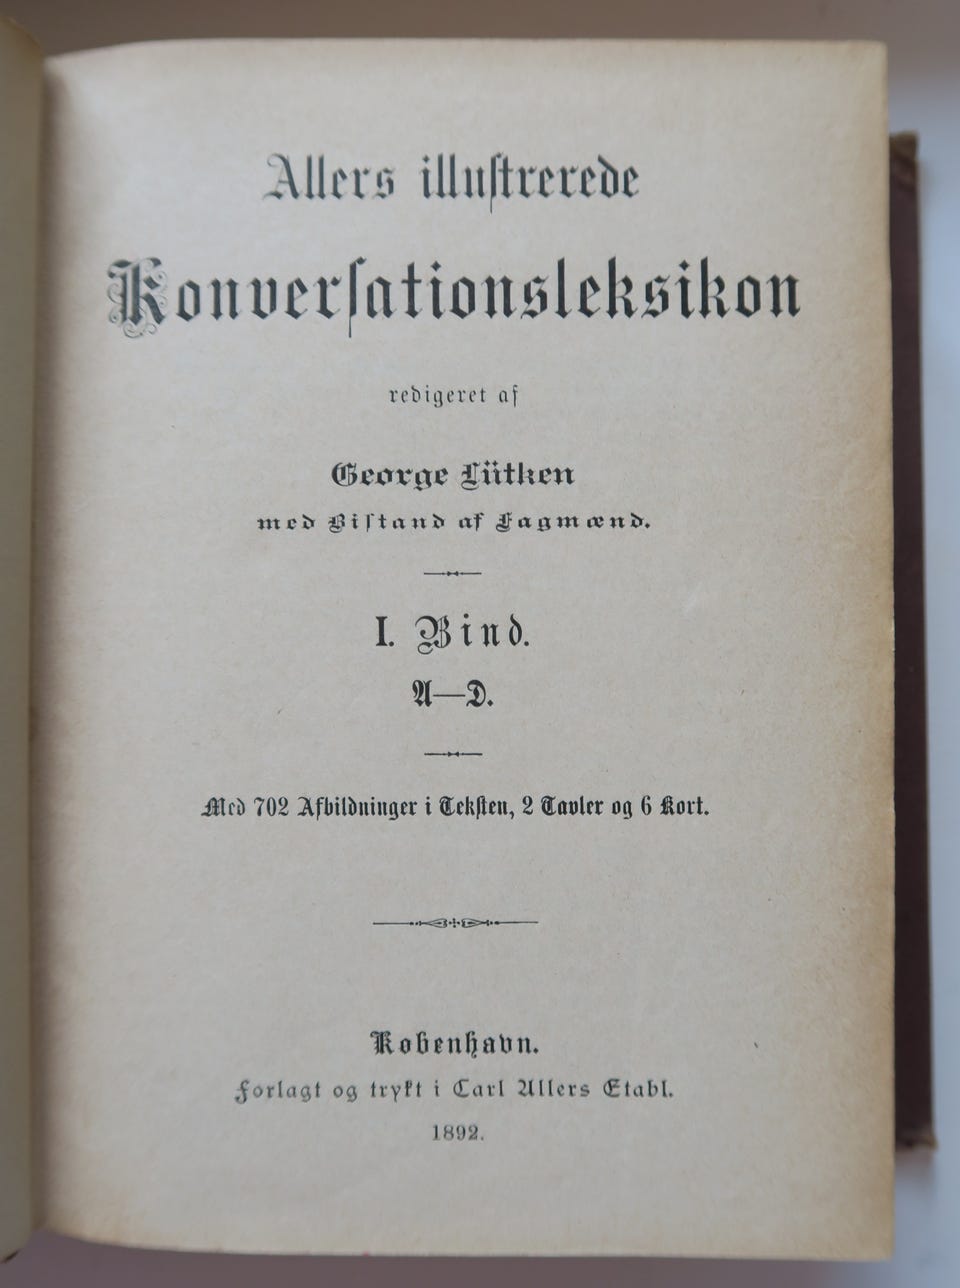 Allers illustrerede
Konversationsleksikon
redigeret af
George Lütken
med Bistand af Fagmænd.
I. Bind.
A—D.
Med 702 Afbildninger i Teksten, 2 Tavler og 6 Kort.
København.
Forlagt og trykt i Carl Allers Etabl.
1892.